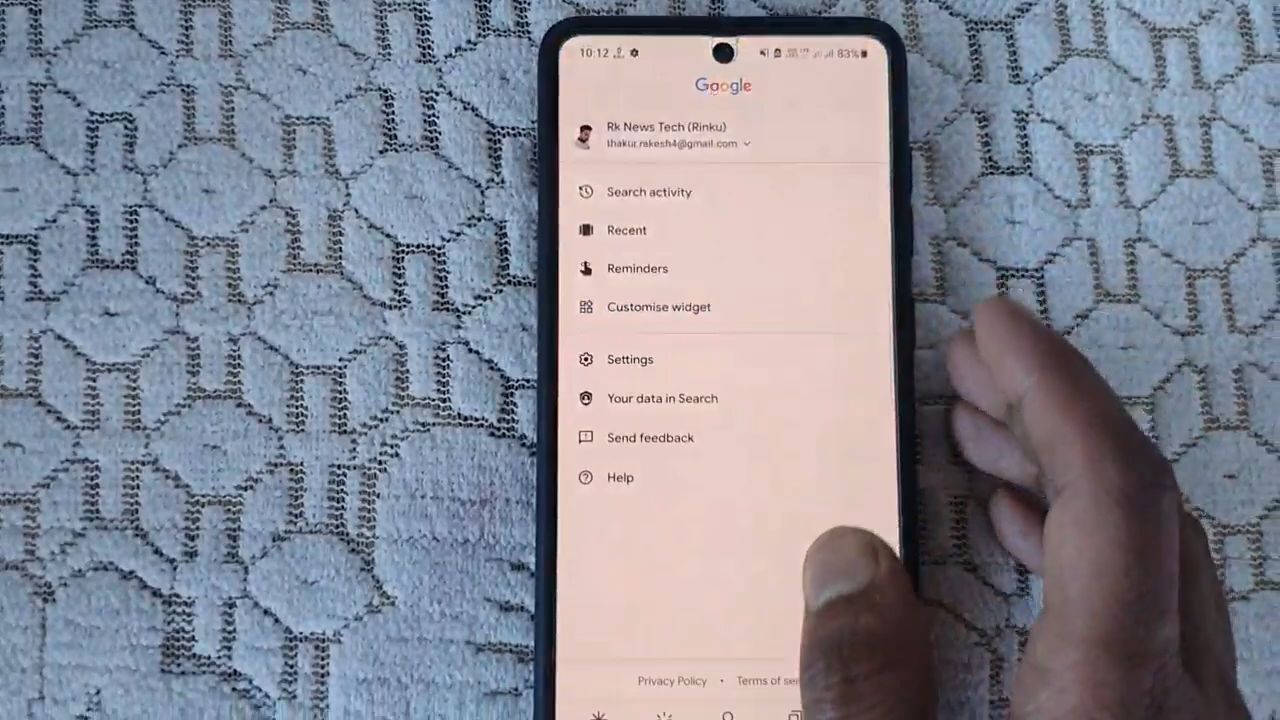 10:12
83%
Google
Rk News Tech (Rinku)
thakur.rakesh4@gmail.com
Search activity
Recent
Reminders
Customise widget
Settings
Your data in Search
Send feedback
Help
Privacy Policy • Terms of